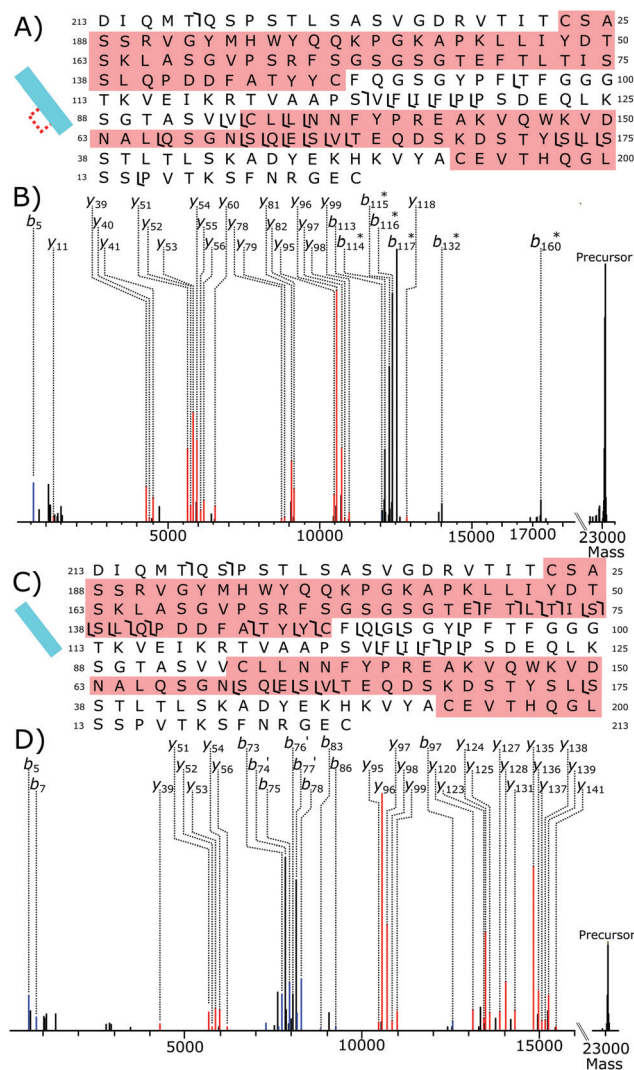 A)
213 D I Q M T Q S P S T L S A S V G D R V T I T C S A 25
188 S S R V G Y M H W Y Q Q K P G K A P K L L I Y D T 50
163 S K L A S G V P S R F S G S G S G T E F T L T I S 75
138 S L Q P D D F A T Y Y C F Q G S G Y P F T F G G G 100
113 T K V E I K R T V A A P S V F I F P P S D E Q L K 125
88 S G T A S V V C L L N N F Y P R E A K V Q W K V D 150
63 N A L Q S G N S Q E S V T E Q D S K D S T Y S L S 175
38 S T L T L S K A D Y E K H K V Y A C E V T H Q G L 200
13 S S P V T K S F N R G E C
B)
y39 y51 y54 y60 y81 y96 y99 b115* y118
y40 y52 y55 y78 y82 y97 b113 b116*
b5 y11 y41 y53 y56 y79 y95 y98 b114* b117* b132* b160*
Precursor
5000 10000 15000 17000 23000
Mass
C)
213 D I Q M T Q S P S T L S A S V G D R V T I T C S A 25
188 S S R V G Y M H W Y Q Q K P G K A P K L L I Y D T 50
163 S K L A S G V P S R F S G S G S G T E F T L T I S 75
138 S L Q P D D F A T Y Y C F Q G S G Y P F T F G G G 100
113 T K V E I K R T V A A P S V F I F P P S D E Q L K 125
88 S G T A S V V C L L N N F Y P R E A K V Q W K V D 150
63 N A L Q S G N S Q E S V T E Q D S K D S T Y S L S 175
38 S T L T L S K A D Y E K H K V Y A C E V T H Q G L 200
13 S S P V T K S F N R G E C 213
D)
y51 y54 b73 b76' b83 y97 b97 y124 y127 y135 y138
b5 y52 y56 b74' b77' b86 y95 y98 y120 y125 y128 y136 y139
b7 y39 y53 b75 b78 y96 y99 y123 y131 y137 y141
Precursor
5000 10000 15000 23000
Mass